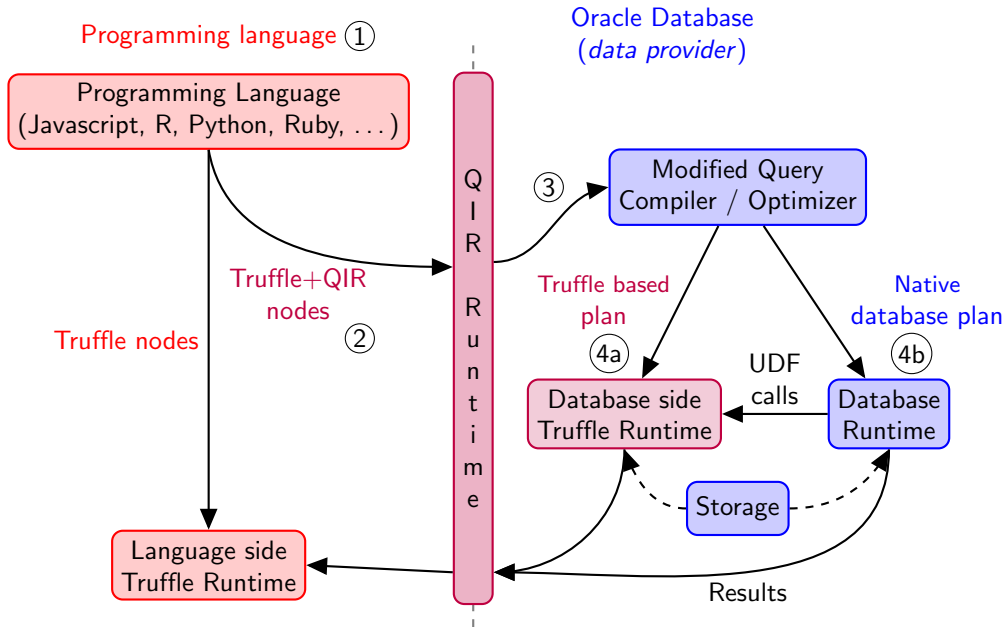 Programming language ①
Oracle Database
(data provider)
Programming Language
(Javascript, R, Python, Ruby, ...)
Q
I
R
R
u
n
t
i
m
e
③
Modified Query
Compiler / Optimizer
Truffle+QIR
nodes
②
Truffle nodes
Truffle based
plan
4a
Native
database plan
4b
UDF
calls
Database side
Truffle Runtime
Database
Runtime
Storage
Language side
Truffle Runtime
Results